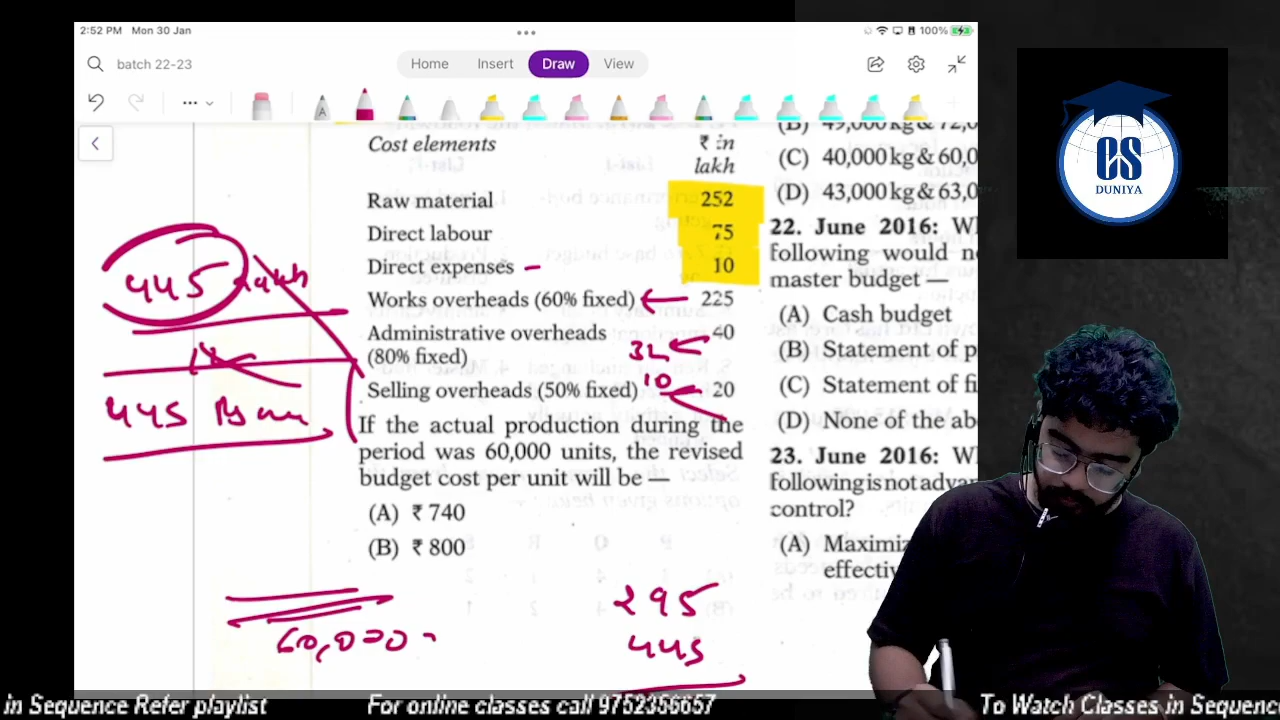 2:52 PM Mon 30 Jan
100%
batch 22-23
Home Insert Draw View
Cost elements ₹ in
lakh
Raw material 252
Direct labour 75
Direct expenses 10
Works overheads (60% fixed) 225
Administrative overheads 40
(80% fixed)
Selling overheads (50% fixed) 20
If the actual production during the
period was 60,000 units, the revised
budget cost per unit will be —
(A) ₹ 740
(B) ₹ 800
445 lakh
445
32
10
60,000
295
445
(C) 40,000 kg & 60,0
(D) 43,000 kg & 63,0
22. June 2016: Wh
following would no
master budget —
(A) Cash budget
(B) Statement of p
(C) Statement of fi
(D) None of the ab
23. June 2016: Wh
following is not advan
control?
(A) Maximiz
effectiv
CS
DUNIYA
in Sequence Refer playlist For online classes call 9752356657 To Watch Classes in Sequenc